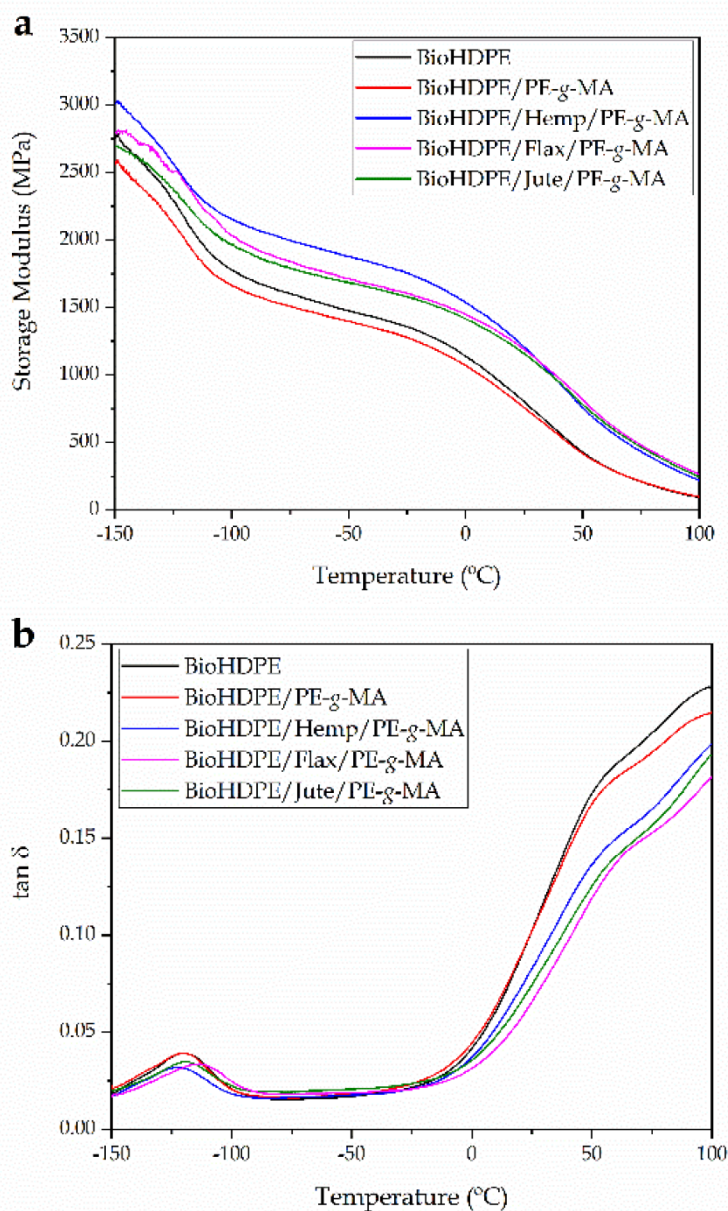 a
3500
3000
2500
2000
1500
1000
500
0
Storage Modulus (MPa)
BioHDPE
BioHDPE/PE-g-MA
BioHDPE/Hemp/PE-g-MA
BioHDPE/Flax/PE-g-MA
BioHDPE/Jute/PE-g-MA
-150 -100 -50 0 50 100
Temperature (ºC)
b
0.25
0.20
0.15
0.10
0.05
0.00
tan δ
BioHDPE
BioHDPE/PE-g-MA
BioHDPE/Hemp/PE-g-MA
BioHDPE/Flax/PE-g-MA
BioHDPE/Jute/PE-g-MA
-150 -100 -50 0 50 100
Temperature (ºC)